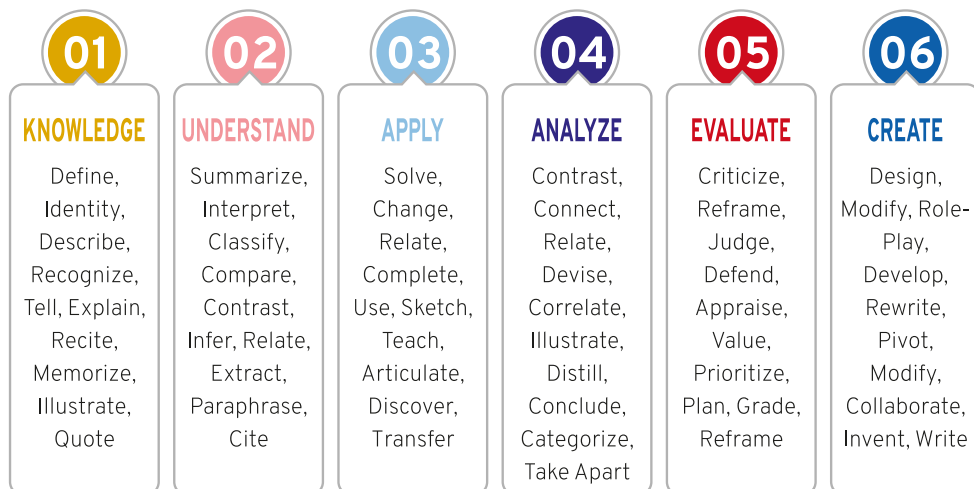 01
KNOWLEDGE
Define,
Identity,
Describe,
Recognize,
Tell, Explain,
Recite,
Memorize,
Illustrate,
Quote
02
UNDERSTAND
Summarize,
Interpret,
Classify,
Compare,
Contrast,
Infer, Relate,
Extract,
Paraphrase,
Cite
03
APPLY
Solve,
Change,
Relate,
Complete,
Use, Sketch,
Teach,
Articulate,
Discover,
Transfer
04
ANALYZE
Contrast,
Connect,
Relate,
Devise,
Correlate,
Illustrate,
Distill,
Conclude,
Categorize,
Take Apart
05
EVALUATE
Criticize,
Reframe,
Judge,
Defend,
Appraise,
Value,
Prioritize,
Plan, Grade,
Reframe
06
CREATE
Design,
Modify, Role-
Play,
Develop,
Rewrite,
Pivot,
Modify,
Collaborate,
Invent, Write